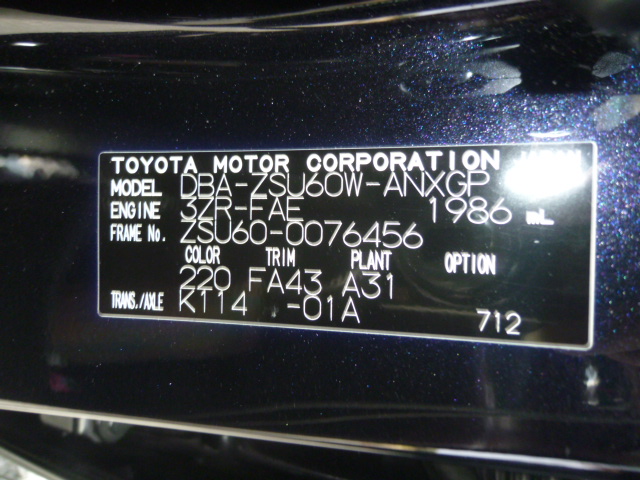 TOYOTA MOTOR CORPORATION JAPAN
MODEL DBA-ZSU60W-ANXGP
ENGINE 3ZR-FAE 1986 mL
FRAME No. ZSU60-0076456
COLOR TRIM PLANT OPTION
220 FA43 A31
TRANS./AXLE K114 -01A
712